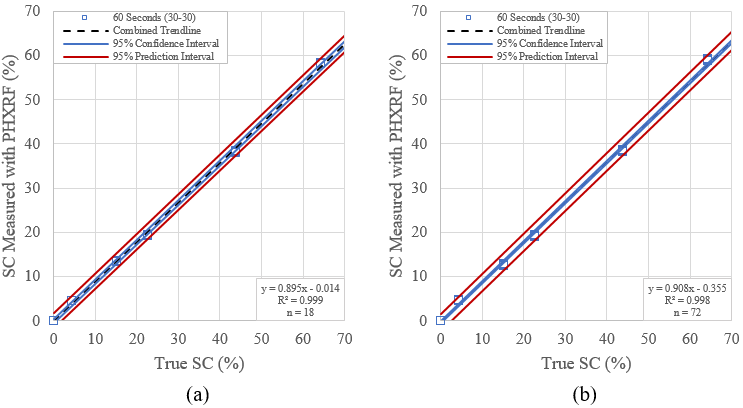 60 Seconds (30-30)
Combined Trendline
95% Confidence Interval
95% Prediction Interval
70
60
50
40
30
20
10
0
SC Measured with PHXRF (%)
y = 0.895x - 0.014
R² = 0.999
n = 18
0 10 20 30 40 50 60 70
True SC (%)
(a)
60 Seconds (30-30)
Combined Trendline
95% Confidence Interval
95% Prediction Interval
70
60
50
40
30
20
10
0
SC Measured with PHXRF (%)
y = 0.908x - 0.355
R² = 0.998
n = 72
0 10 20 30 40 50 60 70
True SC (%)
(b)